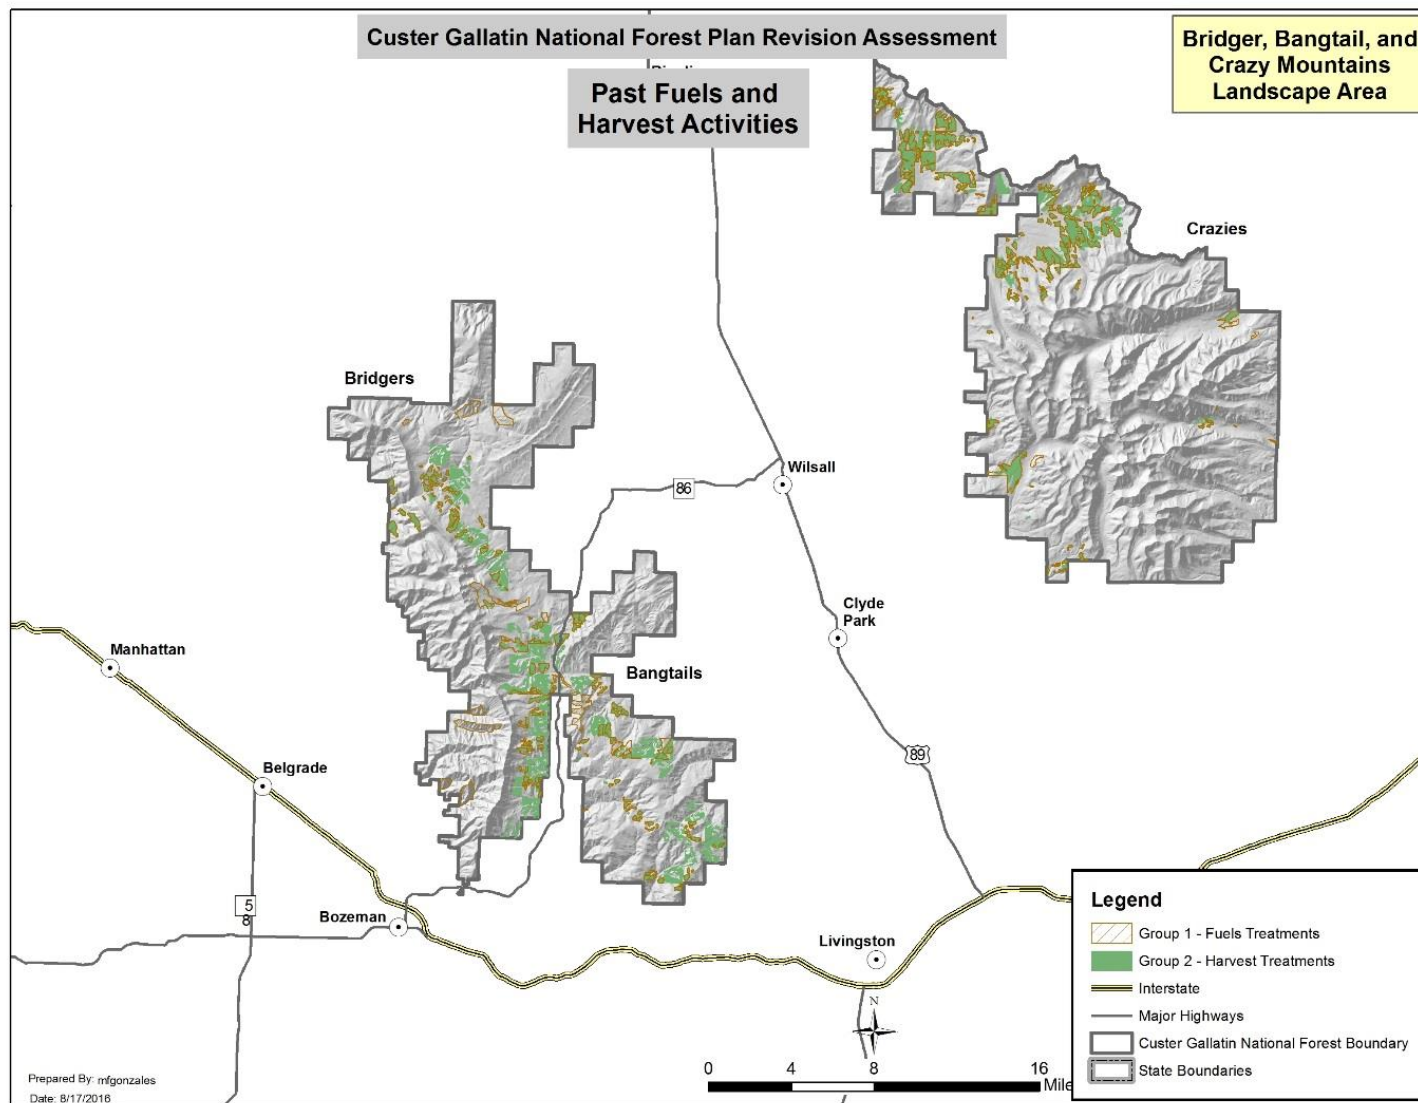 Custer Gallatin National Forest Plan Revision Assessment
Bridger, Bangtail, and
Crazy Mountains
Landscape Area
Past Fuels and
Harvest Activities
Crazies
Bridgers
Wilsall
86
Clyde
Park
Manhattan
Bangtails
89
Belgrade
5
8
Bozeman
Livingston
Legend
Group 1 - Fuels Treatments
Group 2 - Harvest Treatments
Interstate
Major Highways
Custer Gallatin National Forest Boundary
State Boundaries
N
0 4 8 16
Mile
Prepared By: mfgonzales
Date: 8/17/2016